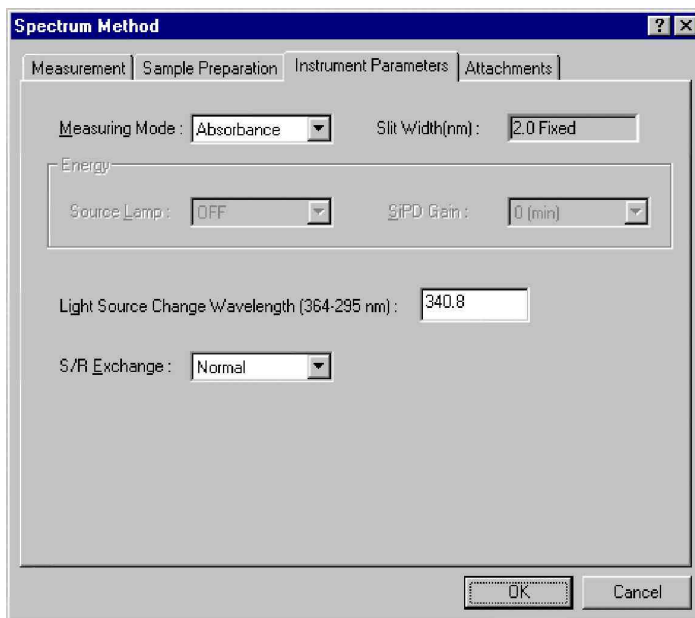 Spectrum Method
Measurement Sample Preparation Instrument Parameters Attachments
Measuring Mode : Absorbance Slit Width(nm) : 2.0 Fixed
Energy
Source Lamp : OFF SiPD Gain : 0 (min)
Light Source Change Wavelength (364-295 nm) : 340.8
S/R Exchange : Normal
OK Cancel